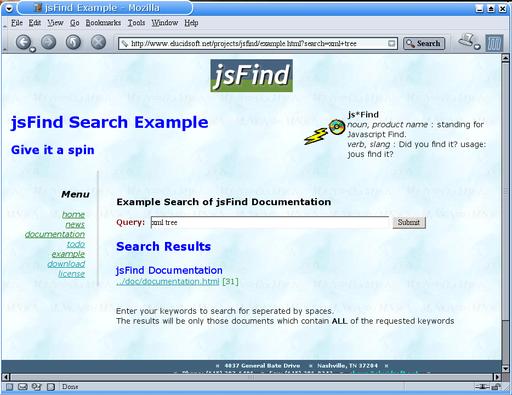 jsFind Example - Mozilla
File Edit View Go Bookmarks Tools Window Help
http://www.elucidsoft.net/projects/jsfind/example.html?search=xml+tree Search
jsFind
jsFind Search Example
Give it a spin
js*Find
noun, product name : standing for
Javascript Find.
verb, slang : Did you find it? usage:
jous find it?
Menu
home
news
documentation
todo
example
download
license
Example Search of jsFind Documentation
Query: xml tree Submit
Search Results
jsFind Documentation
../doc/documentation.html [31]
Enter your keywords to search for seperated by spaces.
The results will be only those documents which contain ALL of the requested keywords
4037 General Bate Drive Nashville, TN 37204
Done